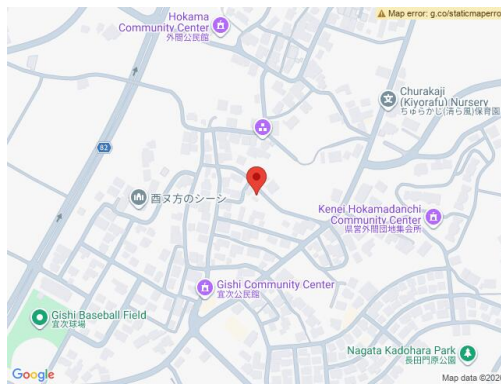 Map error: g.co/staticmaperro
Hokama
Community Center
外間公民館
Churakaji
(Kiyorafu) Nursery
ちゅらかじ(清ら風)保育園
82
酉ヌ方のシーシ
Kenei Hokamadanchi
Community Center
県営外間団地集会所
Gishi Community Center
宜次公民館
Gishi Baseball Field
宜次球場
Nagata Kadohara Park
長田門原公園
Google
Map data ©202